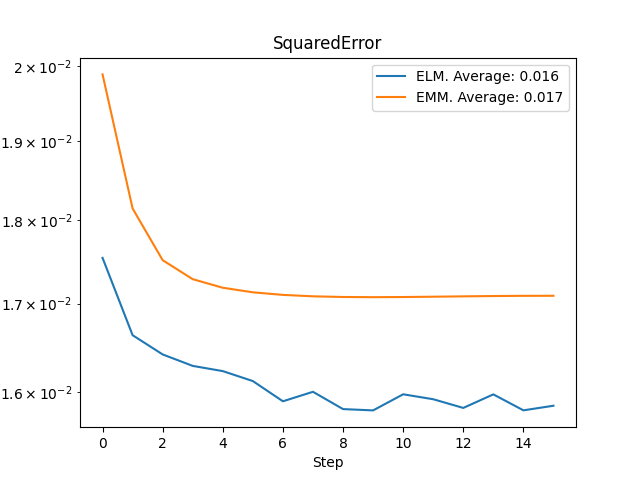 SquaredError
2 × 10⁻²
1.9 × 10⁻²
1.8 × 10⁻²
1.7 × 10⁻²
1.6 × 10⁻²
ELM. Average: 0.016
EMM. Average: 0.017
0 2 4 6 8 10 12 14
Step